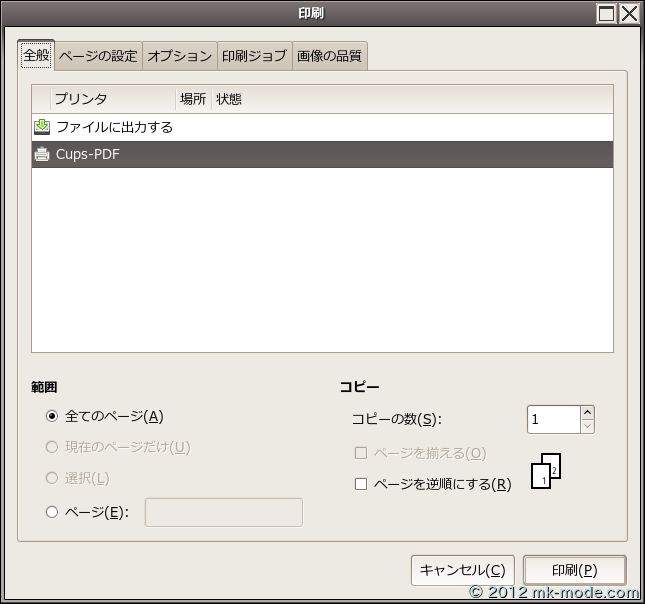 印刷
全般 ページの設定 オプション 印刷ジョブ 画像の品質
プリンタ 場所 状態
ファイルに出力する
Cups-PDF
範囲 コピー
全てのページ(A) コピーの数(S): 1
現在のページだけ(U) ページを揃える(O)
選択(L) ページを逆順にする(R) 1 2
ページ(E):
キャンセル(C) 印刷(P)
© 2012 mk-mode.com